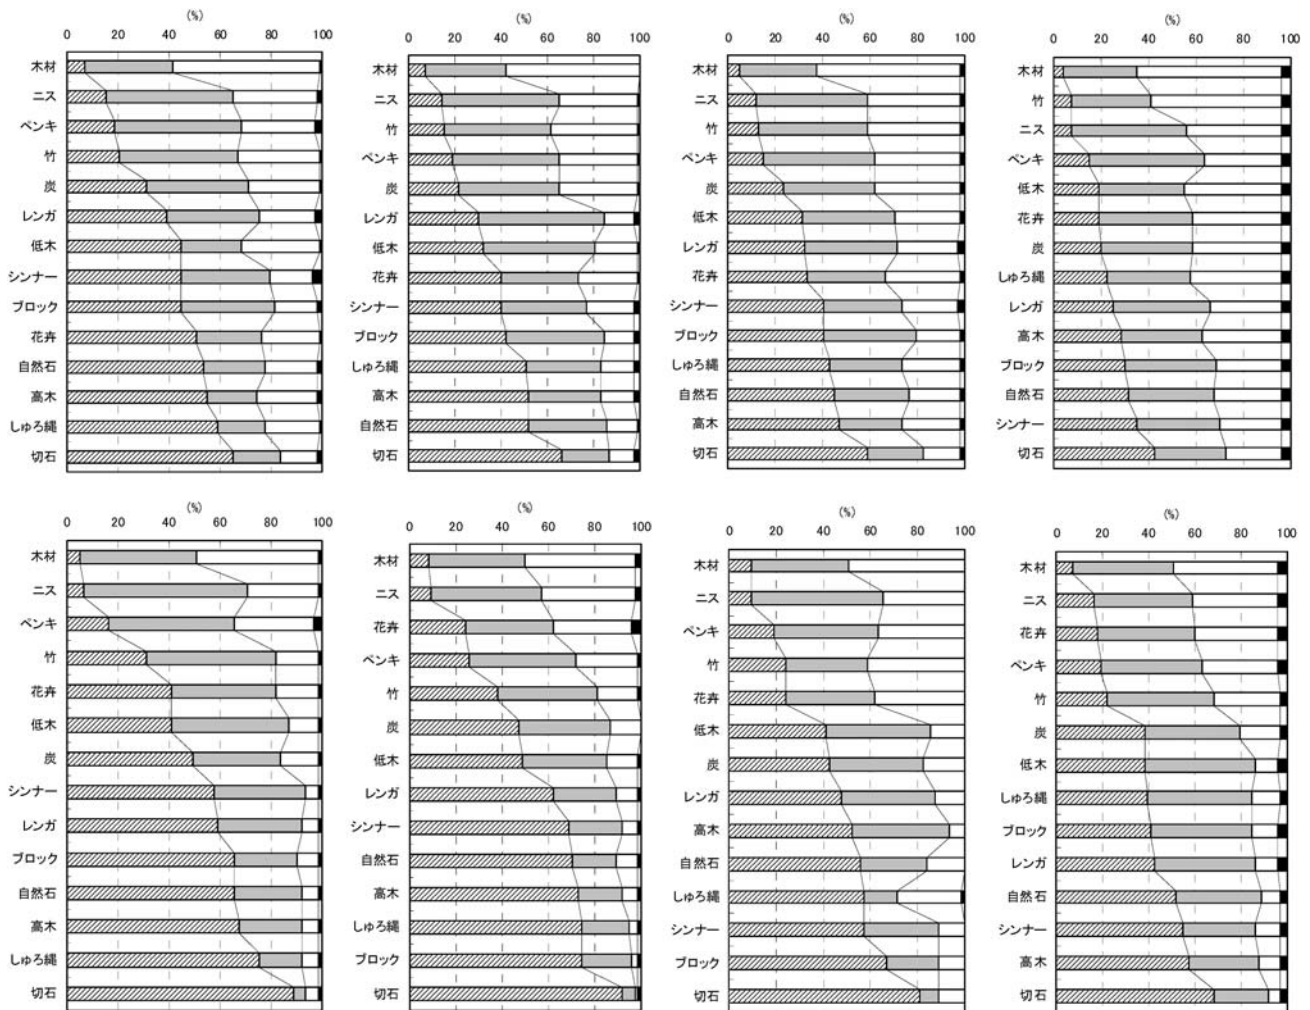 (%)
0 20 40 60 80 100
木材
ニス
ペンキ
竹
炭
レンガ
低木
シンナー
ブロック
花卉
自然石
高木
しゅろ縄
切石
(%)
0 20 40 60 80 100
木材
ニス
竹
ペンキ
炭
レンガ
低木
花卉
シンナー
ブロック
しゅろ縄
高木
自然石
切石
(%)
0 20 40 60 80 100
木材
ニス
竹
ペンキ
炭
低木
レンガ
花卉
シンナー
ブロック
しゅろ縄
自然石
高木
切石
(%)
0 20 40 60 80 100
木材
竹
ニス
ペンキ
低木
花卉
炭
しゅろ縄
レンガ
高木
ブロック
自然石
シンナー
切石
(%)
0 20 40 60 80 100
木材
ニス
ペンキ
竹
花卉
低木
炭
シンナー
レンガ
ブロック
自然石
高木
しゅろ縄
切石
(%)
0 20 40 60 80 100
木材
ニス
花卉
ペンキ
竹
炭
低木
レンガ
シンナー
自然石
高木
しゅろ縄
ブロック
切石
(%)
0 20 40 60 80 100
木材
ニス
ペンキ
竹
花卉
低木
炭
レンガ
高木
自然石
しゅろ縄
シンナー
ブロック
切石
(%)
0 20 40 60 80 100
木材
ニス
花卉
ペンキ
竹
炭
低木
しゅろ縄
ブロック
レンガ
自然石
シンナー
高木
切石